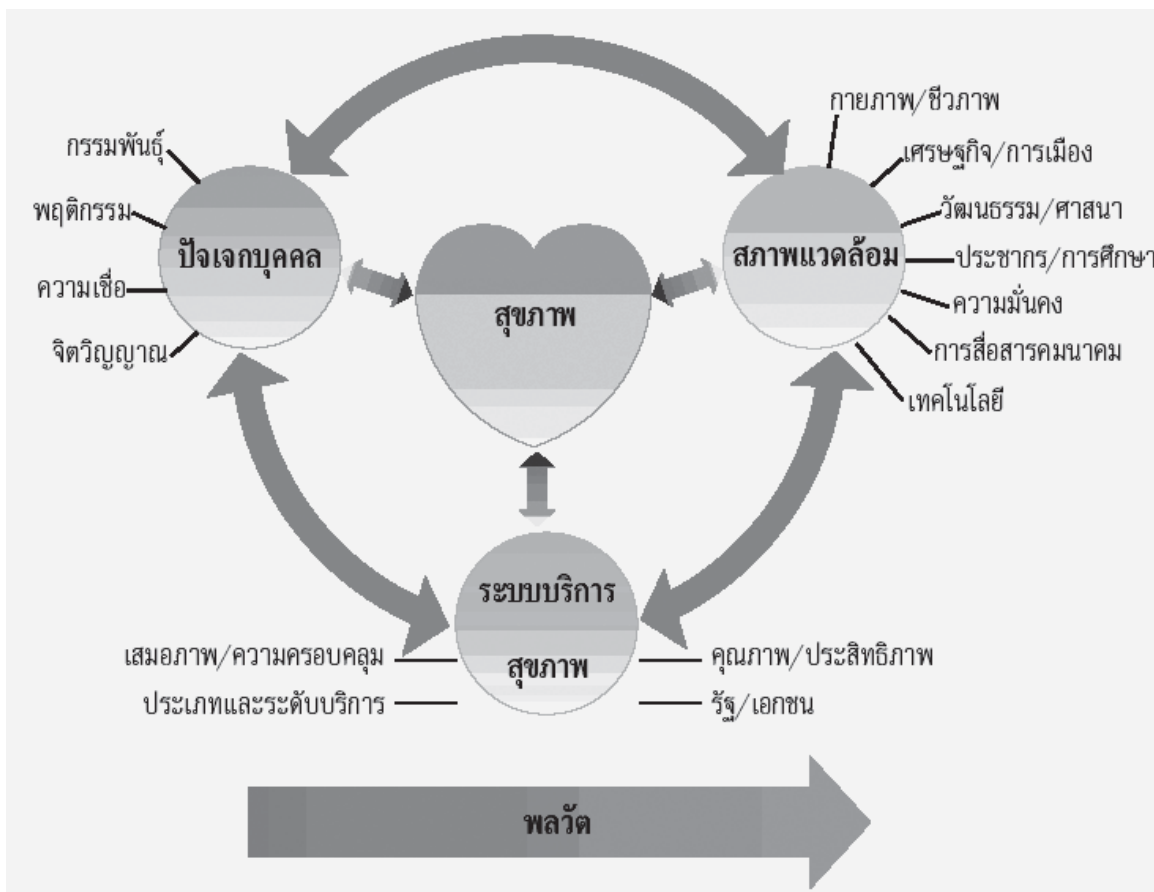 กรรมพันธุ์
พฤติกรรม
ความเชื่อ
จิตวิญญาณ
ปัจเจกบุคคล
สุขภาพ
สภาพแวดล้อม
กายภาพ/ชีวภาพ
เศรษฐกิจ/การเมือง
วัฒนธรรม/ศาสนา
ประชากร/การศึกษา
ความมั่นคง
การสื่อสารคมนาคม
เทคโนโลยี
ระบบบริการ
สุขภาพ
เสมอภาพ/ความครอบคลุม
ประเภทและระดับบริการ
คุณภาพ/ประสิทธิภาพ
รัฐ/เอกชน
พลวัต